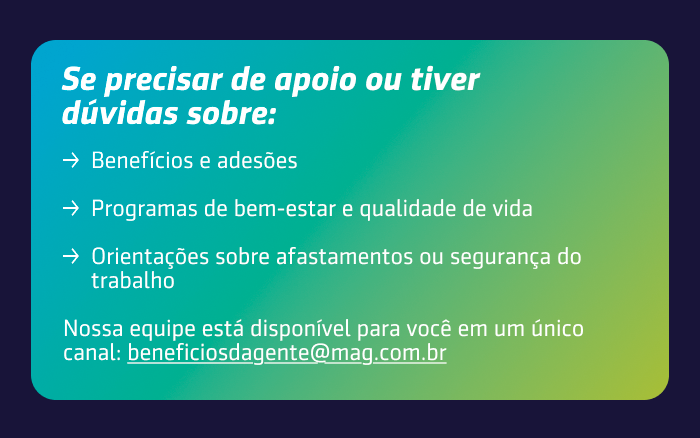 Se precisar de apoio ou tiver
dúvidas sobre:
→ Benefícios e adesões
→ Programas de bem-estar e qualidade de vida
→ Orientações sobre afastamentos ou segurança do
trabalho
Nossa equipe está disponível para você em um único
canal: beneficiosdagente@mag.com.br